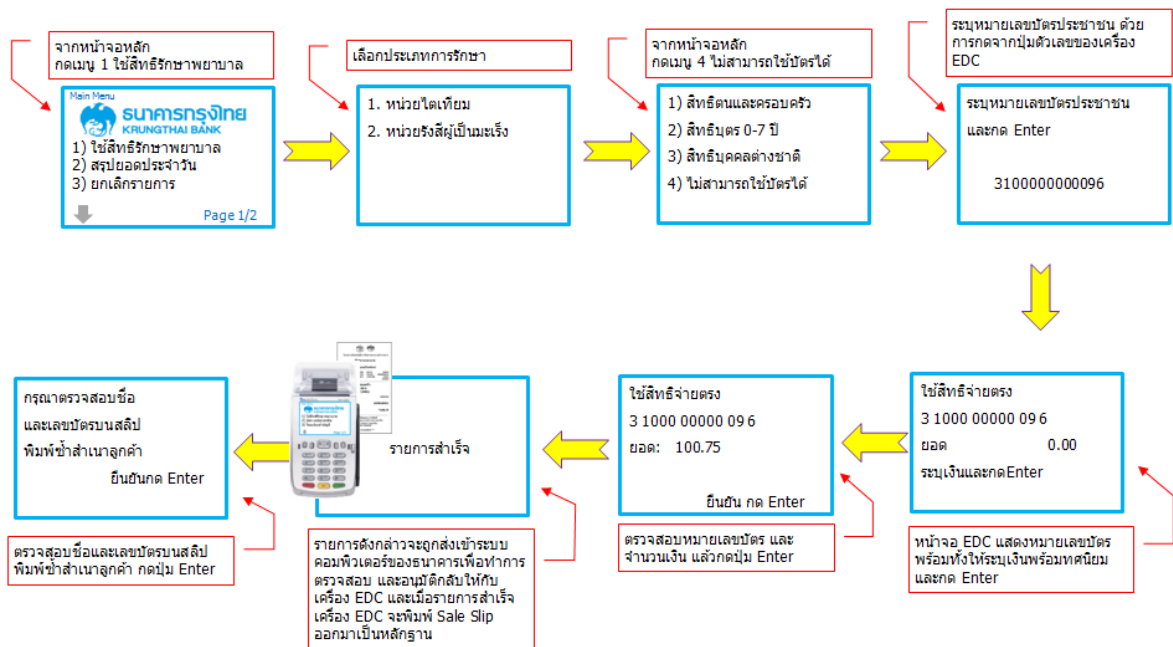 จากหน้าจอหลัก
กดเมนู 1 ใช้สิทธิรักษาพยาบาล
Main Menu
ธนาคารกรุงไทย
KRUNGTHAI BANK
1) ใช้สิทธิรักษาพยาบาล
2) สรุปยอดประจำวัน
3) ยกเลิกรายการ
Page 1/2
เลือกประเภทการรักษา
1. หน่วยไตเทียม
2. หน่วยรังสีผู้เป็นมะเร็ง
จากหน้าจอหลัก
กดเมนู 4 ไม่สามารถใช้บัตรได้
1) สิทธิตนและครอบครัว
2) สิทธิบุตร 0-7 ปี
3) สิทธิบุคคลต่างชาติ
4) ไม่สามารถใช้บัตรได้
ระบุหมายเลขบัตรประชาชน ด้วย
การกดจากปุ่มตัวเลขของเครื่อง
EDC
ระบุหมายเลขบัตรประชาชน
และกด Enter
3100000000096
ใช้สิทธิจ่ายตรง
3 1000 00000 09 6
ยอด 0.00
ระบุเงินและกดEnter
หน้าจอ EDC แสดงหมายเลขบัตร
พร้อมทั้งให้ระบุเงินพร้อมทศนิยม
และกด Enter
ใช้สิทธิจ่ายตรง
3 1000 00000 09 6
ยอด: 100.75
ยืนยัน กด Enter
ตรวจสอบหมายเลขบัตร และ
จำนวนเงิน แล้วกดปุ่ม Enter
รายการสำเร็จ
รายการดังกล่าวจะถูกส่งเข้าระบบ
คอมพิวเตอร์ของธนาคารเพื่อทำการ
ตรวจสอบ และอนุมัติกลับให้กับ
เครื่อง EDC และเมื่อรายการสำเร็จ
เครื่อง EDC จะพิมพ์ Sale Slip
ออกมาเป็นหลักฐาน
กรุณาตรวจสอบชื่อ
และเลขบัตรบนสลิป
พิมพ์ซ้ำสำเนาลูกค้า
ยืนยันกด Enter
ตรวจสอบชื่อและเลขบัตรบนสลิป
พิมพ์ซ้ำสำเนาลูกค้า กดปุ่ม Enter